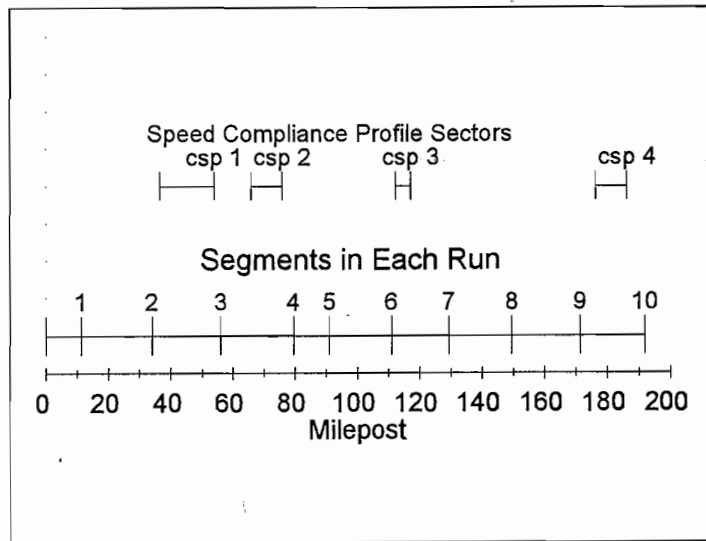 Speed Compliance Profile Sectors
csp 1 csp 2 csp 3 csp 4
Segments in Each Run
1 2 3 4 5 6 7 8 9 10
0 20 40 60 80 100 120 140 160 180 200
Milepost